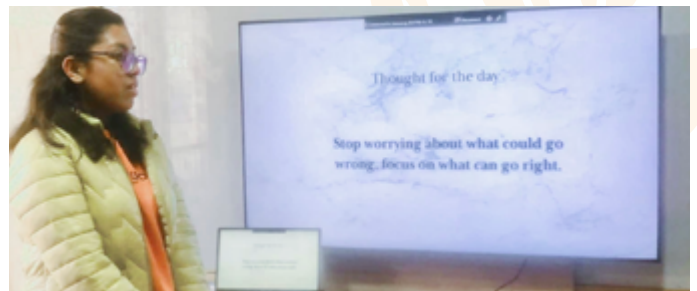 Thought for the day
Stop worrying about what could go
wrong, focus on what can go right.